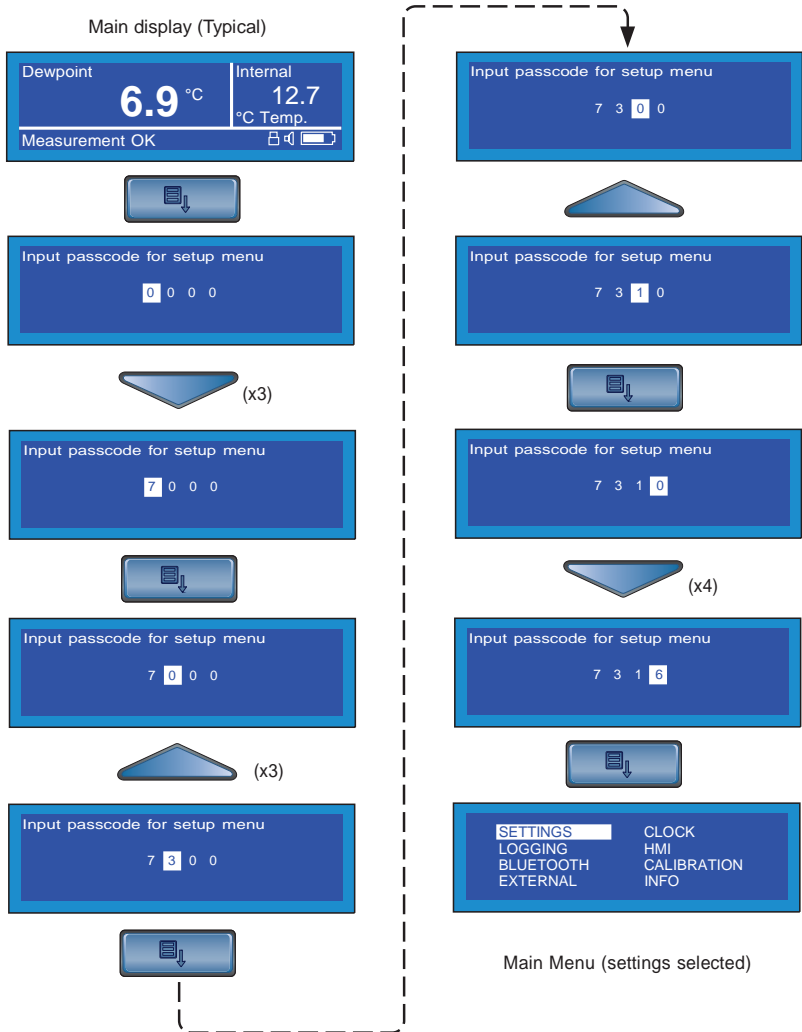 Main display (Typical)
Dewpoint
6.9 °C
Internal
12.7
°C Temp.
Measurement OK
Input passcode for setup menu
0 0 0 0
(x3)
Input passcode for setup menu
7 0 0 0
Input passcode for setup menu
7 0 0 0
(x3)
Input passcode for setup menu
7 3 0 0
Input passcode for setup menu
7 3 0 0
Input passcode for setup menu
7 3 1 0
Input passcode for setup menu
7 3 1 0
(x4)
Input passcode for setup menu
7 3 1 6
SETTINGS CLOCK
LOGGING HMI
BLUETOOTH CALIBRATION
EXTERNAL INFO
Main Menu (settings selected)